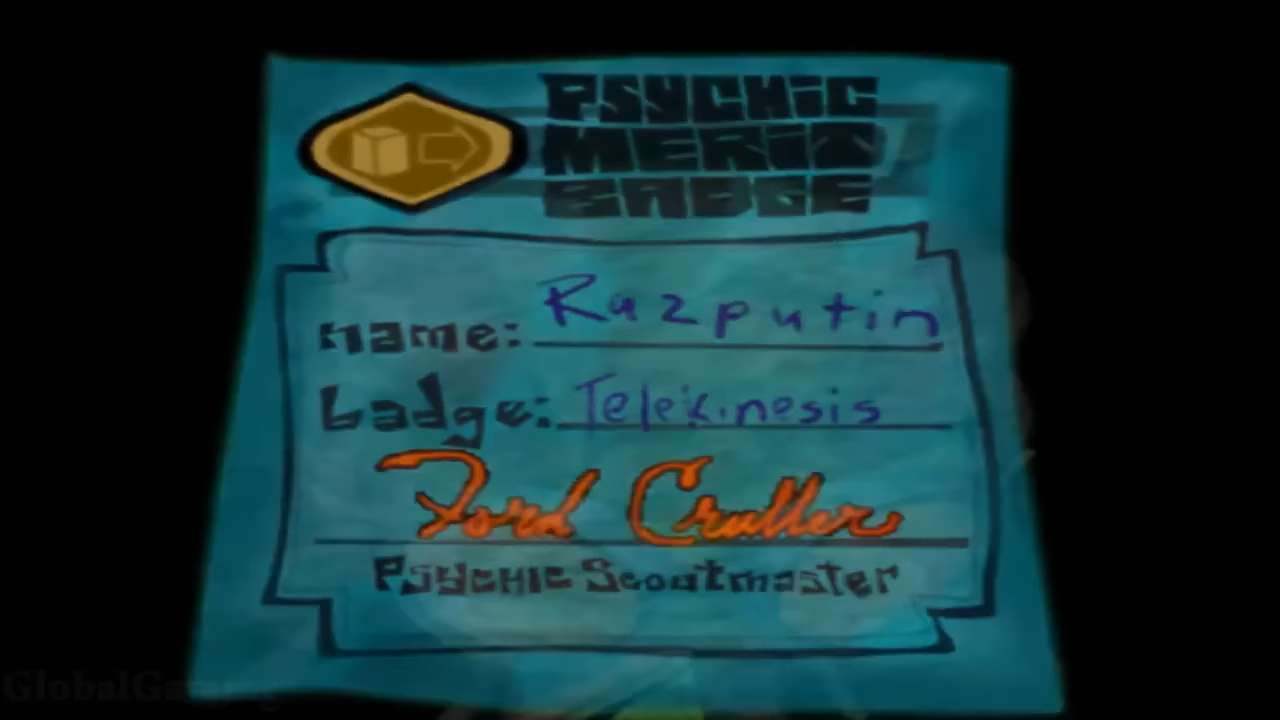 PSYCHIC
MERIT
BADGE
name: Razputin
badge: Telekinesis
Ford Cruller
PSYCHIC Scoutmaster